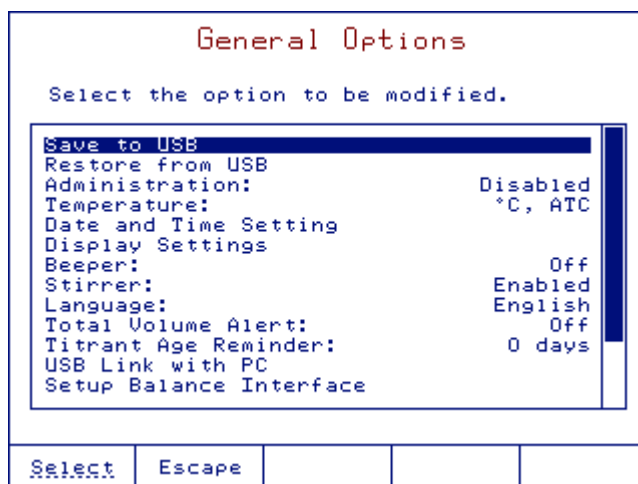 General Options
Select the option to be modified.
Save to USB
Restore from USB
Administration: Disabled
Temperature: °C, ATC
Date and Time Setting
Display Settings
Beeper: Off
Stirrer: Enabled
Language: English
Total Volume Alert: Off
Titrant Age Reminder: 0 days
USB Link with PC
Setup Balance Interface
Select Escape